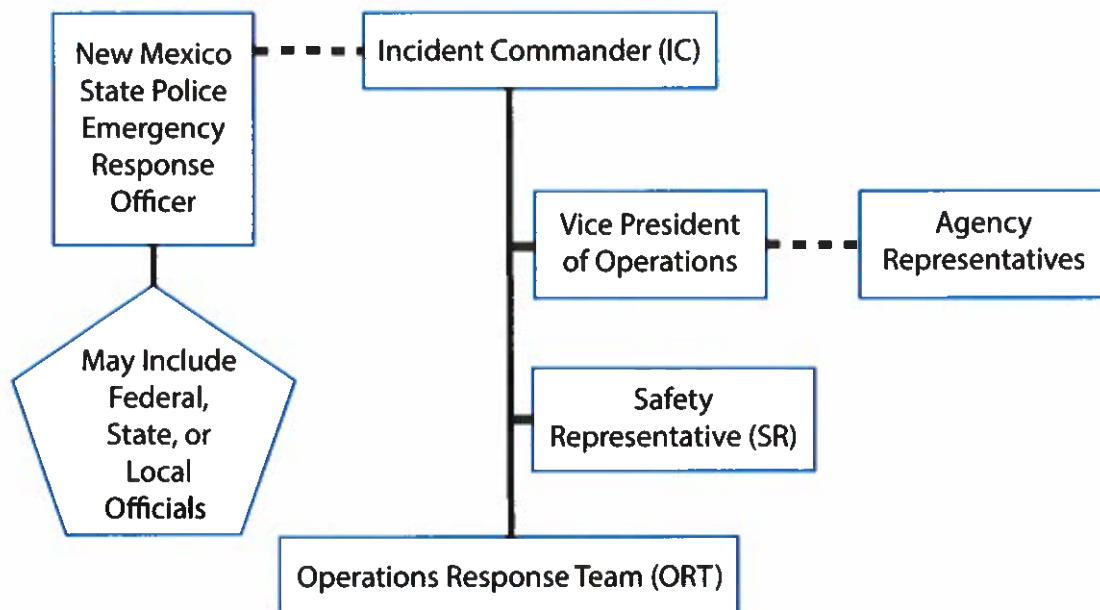 New Mexico
State Police
Emergency
Response
Officer
Incident Commander (IC)
Vice President
of Operations
Agency
Representatives
May Include
Federal,
State, or
Local
Officials
Safety
Representative (SR)
Operations Response Team (ORT)